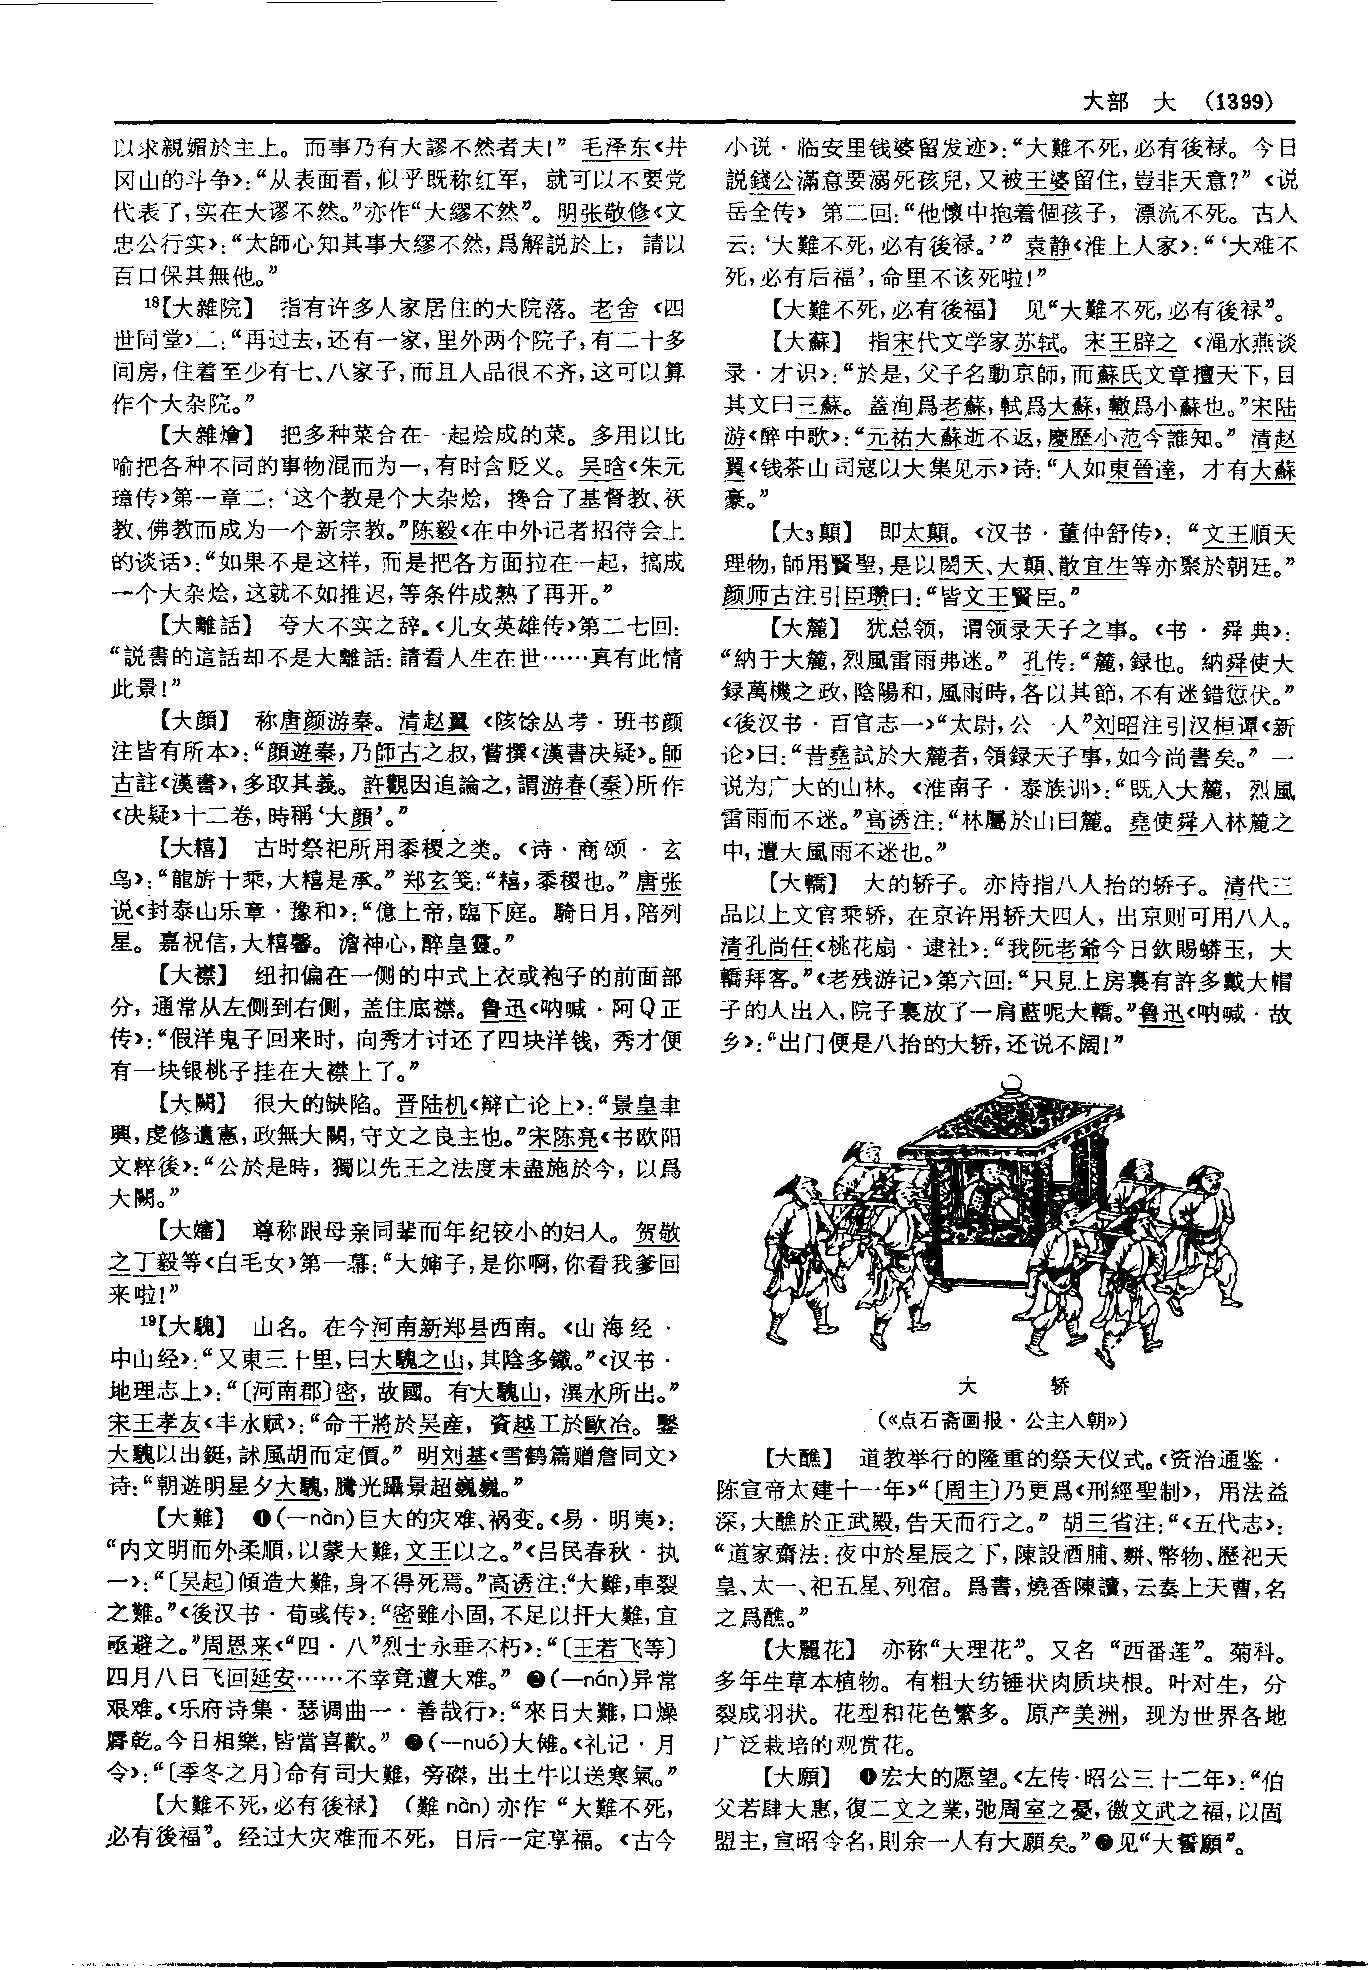 大部　大　（1399）
以求親媚於主上。而事乃有大謬不然者夫！”毛泽东《井
冈山的斗争》：“从表面看，似乎既称红军，就可以不要党
代表了，实在大谬不然。”亦作“大繆不然”。明张敬修《文
忠公行实》：“太師心知其事大繆不然，爲解説於上，請以
百口保其無他。”
18【大雜院】　指有许多人家居住的大院落。老舍《四
世同堂》二：“再过去，还有一家，里外两个院子，有二十多
间房，住着至少有七、八家子，而且人品很不齐，这可以算
作个大杂院。”
【大雜燴】　把多种菜合在一起烩成的菜。多用以比
喻把各种不同的事物混而为一，有时含贬义。吴晗《朱元
璋传》第一章二：‘这个教是个大杂烩，搀合了基督教、祆
教、佛教而成为一个新宗教。”陈毅《在中外记者招待会上
的谈话》：“如果不是这样，而是把各方面拉在一起，搞成
一个大杂烩，这就不如推迟，等条件成熟了再开。”
【大離話】　夸大不实之辞。《儿女英雄传》第二七回：
“説書的這話却不是大離話：請看人生在世……真有此情
此景！”
【大顔】　称唐颜游秦。清赵翼《陔馀丛考·班书颜
注皆有所本》：“顔遊秦，乃師古之叔，嘗撰《漢書决疑》。師
古註《漢書》，多取其義。許觀因追論之，謂游春（秦）所作
《决疑》十二卷，時稱‘大顔’。”
【大糦】　古时祭祀所用黍稷之类。《诗·商颂·玄
鸟》：“龍旂十乘，大糦是承。”郑玄笺：“糦，黍稷也。”唐张
说《封泰山乐章·豫和》：“億上帝，臨下庭。騎日月，陪列
星。嘉祝信，大糦馨。澹神心，醉皇靈。”
【大襟】　纽扣偏在一侧的中式上衣或袍子的前面部
分，通常从左侧到右侧，盖住底襟。鲁迅《呐喊·阿Q正
传》：“假洋鬼子回来时，向秀才讨还了四块洋钱，秀才便
有一块银桃子挂在大襟上了。”
【大闕】　很大的缺陷。晋陆机《辩亡论上》：“景皇聿
興，虔修遺憲，政無大闕，守文之良主也。”宋陈亮《书欧阳
文粹後》：“公於是時，獨以先王之法度未盡施於今，以爲
大闕。”
【大嬸】　尊称跟母亲同辈而年纪较小的妇人。贺敬
之丁毅等《白毛女》第一幕：“大婶子，是你啊，你看我爹回
来啦！”
19【大騩】　山名。在今河南新郑县西南。《山海经·
中山经》：“又東三十里，曰大騩之山，其陰多鐵。”《汉书·
地理志上》：“〔河南郡〕密，故國。有大騩山，潩水所出。”
宋王孝友《丰水赋》：“命干將於吴産，資越工於歐冶。鑿
大騩以出鋌，訹風胡而定價。”明刘基《雪鹤篇赠詹同文》
诗：“朝遊明星夕大騩，騰光躡景超巍巍。”
【大難】　❶（—nàn）巨大的灾难、祸变。《易·明夷》：
“内文明而外柔順，以蒙大難，文王以之。”《吕氏春秋·执
一》：“〔吴起〕傾造大難，身不得死焉。”高诱注：“大難，車裂
之難。”《後汉书·荀彧传》：“密雖小固，不足以扞大難，宜
亟避之。”周恩来《“四·八”烈士永垂不朽》：“〔王若飞等〕
四月八日飞回延安……不幸竟遭大难。”❷（—nán）异常
艰难。《乐府诗集·瑟调曲一·善哉行》：“來日大難，口燥
脣乾。今日相樂，皆當喜歡。”❸（—nuó）大傩。《礼记·月
令》：“〔季冬之月〕命有司大難，旁磔，出土牛以送寒氣。”
【大難不死，必有後禄】（難 nàn）亦作“大難不死，
必有後福”。经过大灾难而不死，日后一定享福。《古今
小说·临安里钱婆留发迹》：“大難不死，必有後禄。今日
説錢公滿意要溺死孩兒，又被王婆留住，豈非天意？”《说
岳全传》第二回：“他懷中抱着個孩子，漂流不死。古人
云：‘大難不死，必有後禄。’”袁静《淮上人家》：“‘大难不
死，必有后福’，命里不该死啦！”
【大難不死，必有後福】　见“大難不死，必有後禄”。
【大蘇】　指宋代文学家苏轼。宋王辟之《渑水燕谈
录·才识》：“於是，父子名動京師，而蘇氏文章擅天下，目
其文曰三蘇。蓋洵爲老蘇，軾爲大蘇，轍爲小蘇也。”宋陆
游《醉中歌》：“元祐大蘇逝不返，慶歷小范今誰知。”清赵
翼《钱茶山司寇以大集见示》诗：“人如東晉達，才有大蘇
豪。”
【大3顛】　即太顛。《汉书·董仲舒传》：“文王順天
理物，師用賢聖，是以閎夭、大顛、散宜生等亦聚於朝廷。”
颜师古注引臣瓒曰：“皆文王賢臣。”
【大麓】　犹总领，谓领录天子之事。《书·舜典》：
“納于大麓，烈風雷雨弗迷。”孔传：“麓，録也。納舜使大
録萬機之政，陰陽和，風雨時，各以其節，不有迷錯愆伏。”
《後汉书·百官志一》“太尉，公一人”刘昭注引汉桓谭《新
论》曰：“昔堯試於大麓者，領録天子事，如今尚書矣。”一
说为广大的山林。《淮南子·泰族训》：“既入大麓，烈風
雷雨而不迷。”高诱注：“林屬於山曰麓。堯使舜入林麓之
中，遭大風雨不迷也。”
【大轎】　大的轿子。亦特指八人抬的轿子。清代三
品以上文官乘轿，在京许用轿夫四人，出京则可用八人。
清孔尚任《桃花扇·逮社》：“我阮老爺今日欽賜蟒玉，大
轎拜客。”《老残游记》第六回：“只見上房裏有許多戴大帽
子的人出入，院子裏放了一肩藍呢大轎。”鲁迅《呐喊·故
乡》：“出门便是八抬的大轿，还说不阔！”
大　轿
（《点石斋画报·公主入朝》）
【大醮】　道教举行的隆重的祭天仪式。《资治通鉴·
陈宣帝太建十一年》“〔周主〕乃更爲《刑經聖制》，用法益
深，大醮於正武殿，告天而行之。”胡三省注：“《五代志》：
“道家齋法：夜中於星辰之下，陳設酒脯、麪、幣物、歷祀天
皇、太一、祀五星、列宿。爲書，燒香陳讀，云奏上天曹，名
之爲醮。”
【大麗花】　亦称“大理花”。又名“西番莲”。菊科。
多年生草本植物。有粗大纺锤状肉质块根。叶对生，分
裂成羽状。花型和花色繁多。原产美洲，现为世界各地
广泛栽培的观赏花。
【大願】　❶宏大的愿望。《左传·昭公三十二年》：“伯
父若肆大惠，復二文之業，弛周室之憂，徼文武之福，以固
盟主，宣昭令名，則余一人有大願矣。”❷见“大誓願”。